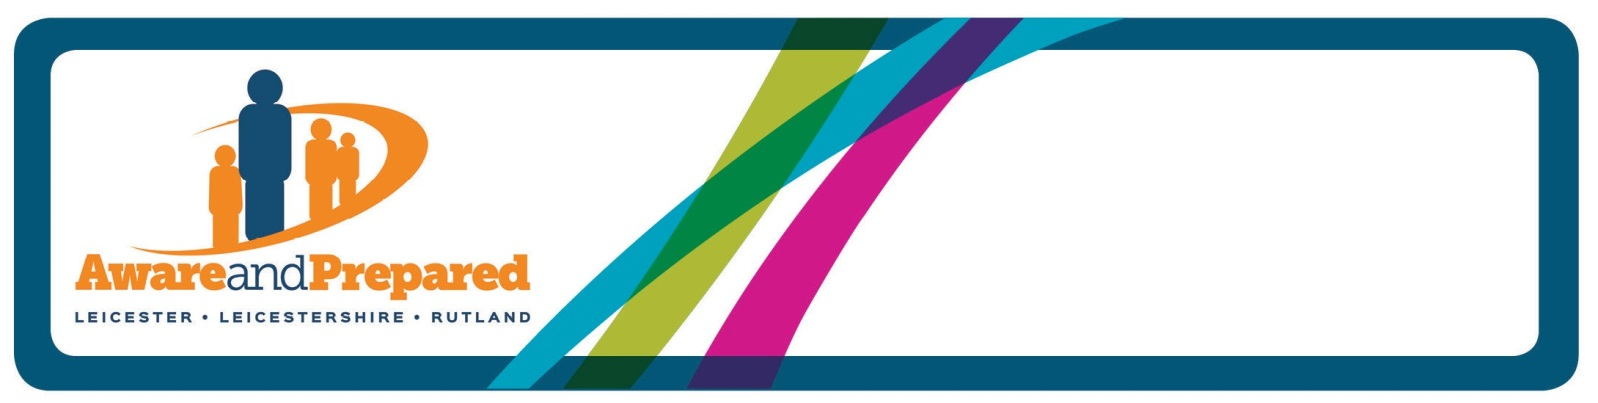 AwareandPrepared
LEICESTER • LEICESTERSHIRE • RUTLAND